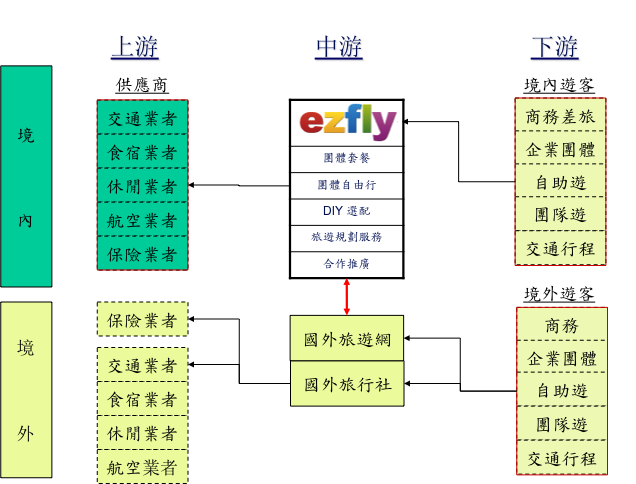 上游
中游
下游
境
內
供應商
交通業者
食宿業者
休閒業者
航空業者
保險業者
ezfly
團體套餐
團體自由行
DIY 選配
旅遊規劃服務
合作推廣
境內遊客
商務差旅
企業團體
自助遊
團隊遊
交通行程
境
外
保險業者
交通業者
食宿業者
休閒業者
航空業者
國外旅遊網
國外旅行社
境外遊客
商務
企業團體
自助遊
團隊遊
交通行程